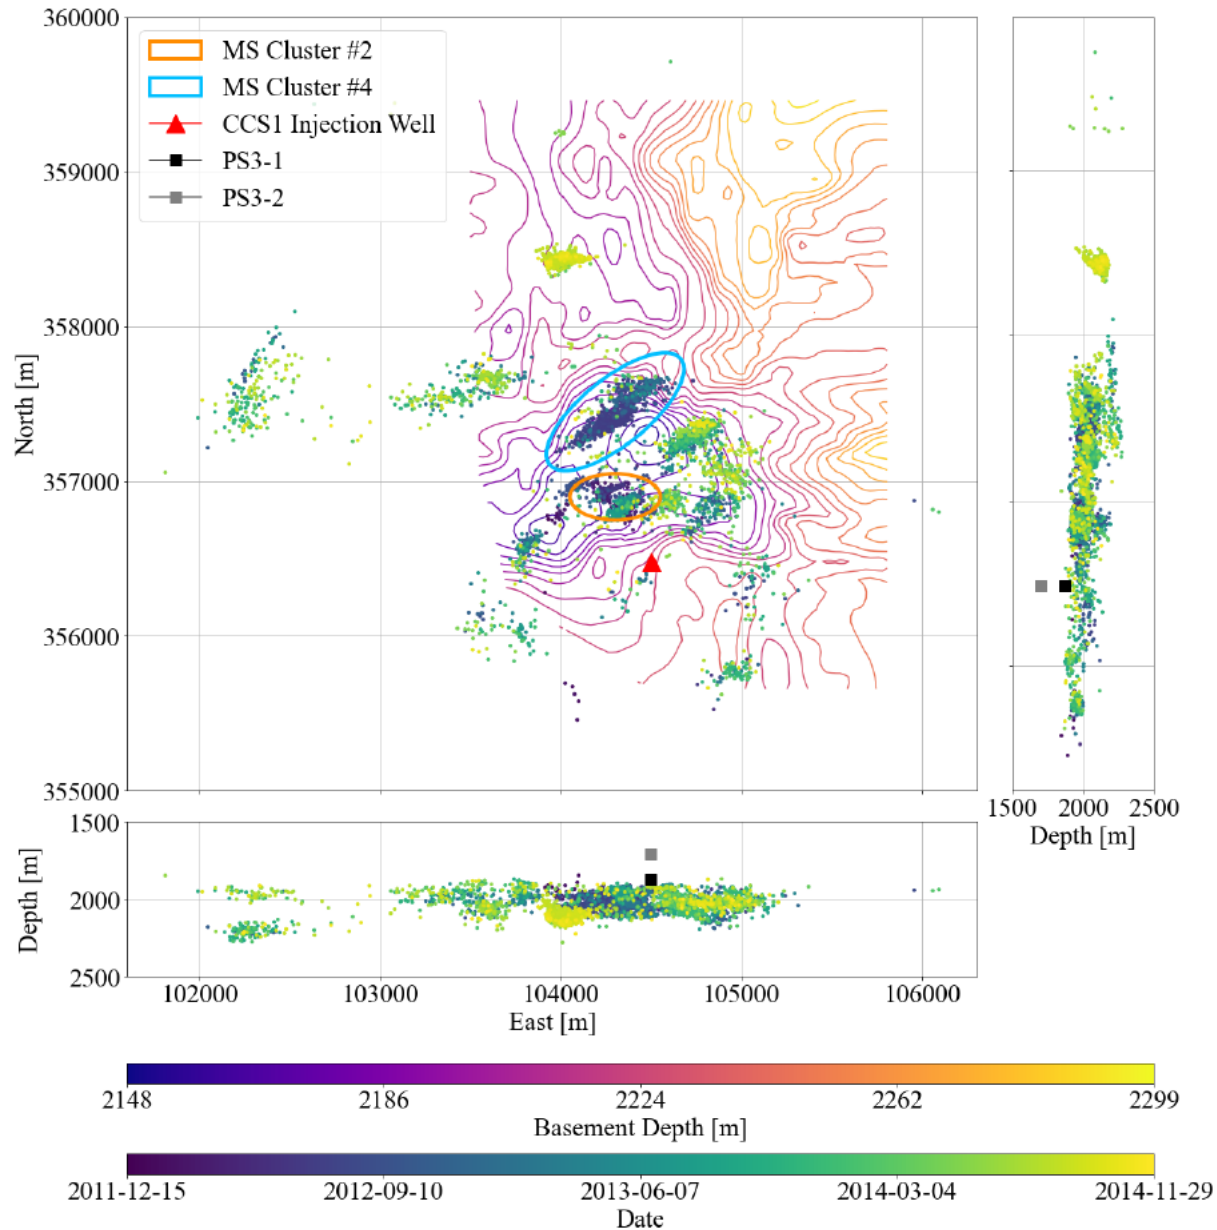 360000
359000
358000
357000
356000
355000
North [m]
MS Cluster #2
MS Cluster #4
CCS1 Injection Well
PS3-1
PS3-2
1500 2000 2500
Depth [m]
1500
2000
2500
Depth [m]
102000 103000 104000 105000 106000
East [m]
2148 2186 2224 2262 2299
Basement Depth [m]
2011-12-15 2012-09-10 2013-06-07 2014-03-04 2014-11-29
Date